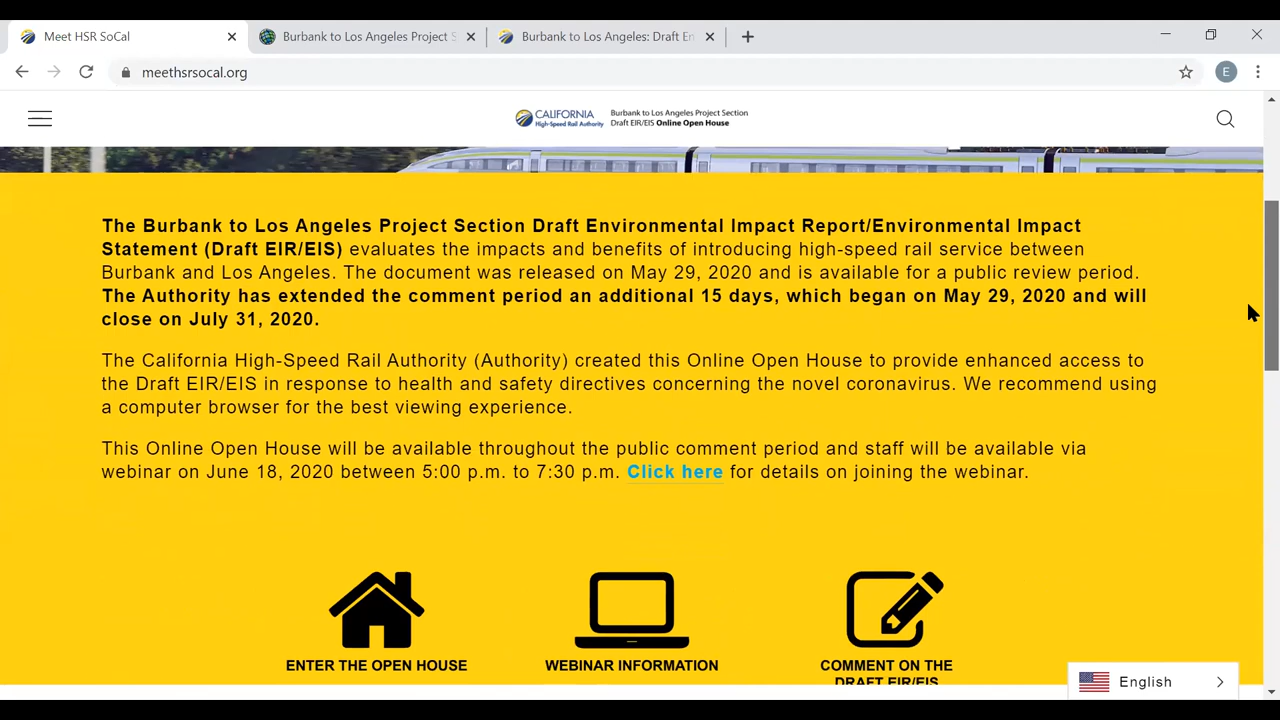 Meet HSR SoCal
Burbank to Los Angeles Project S
Burbank to Los Angeles: Draft En
meethsrsocal.org
E
CALIFORNIA
High-Speed Rail Authority
Burbank to Los Angeles Project Section
Draft EIR/EIS Online Open House
The Burbank to Los Angeles Project Section Draft Environmental Impact Report/Environmental Impact
Statement (Draft EIR/EIS) evaluates the impacts and benefits of introducing high-speed rail service between
Burbank and Los Angeles. The document was released on May 29, 2020 and is available for a public review period.
The Authority has extended the comment period an additional 15 days, which began on May 29, 2020 and will
close on July 31, 2020.
The California High-Speed Rail Authority (Authority) created this Online Open House to provide enhanced access to
the Draft EIR/EIS in response to health and safety directives concerning the novel coronavirus. We recommend using
a computer browser for the best viewing experience.
This Online Open House will be available throughout the public comment period and staff will be available via
webinar on June 18, 2020 between 5:00 p.m. to 7:30 p.m. Click here for details on joining the webinar.
ENTER THE OPEN HOUSE
WEBINAR INFORMATION
COMMENT ON THE
DRAFT EIR/EIS
English